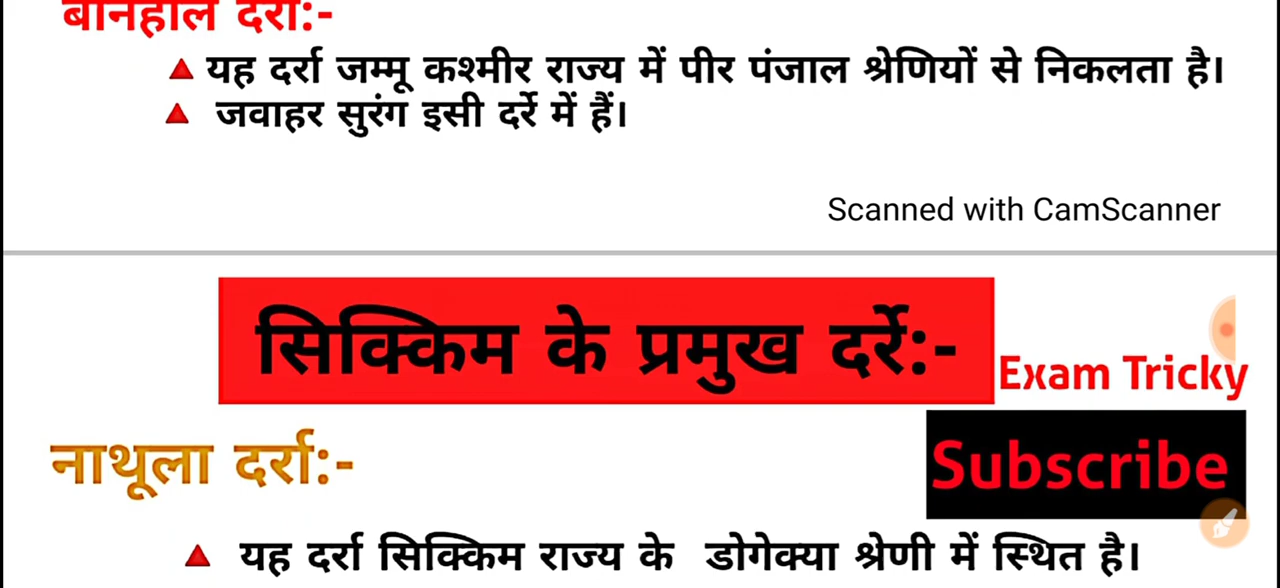 बानिहाल दर्रा:-
▲ यह दर्रा जम्मू कश्मीर राज्य में पीर पंजाल श्रेणियों से निकलता है।
▲ जवाहर सुरंग इसी दर्रे में हैं।
Scanned with CamScanner
सिक्किम के प्रमुख दर्रे:-
Exam Tricky
नाथूला दर्रा:-
Subscribe
▲ यह दर्रा सिक्किम राज्य के डोगेक्या श्रेणी में स्थित है।